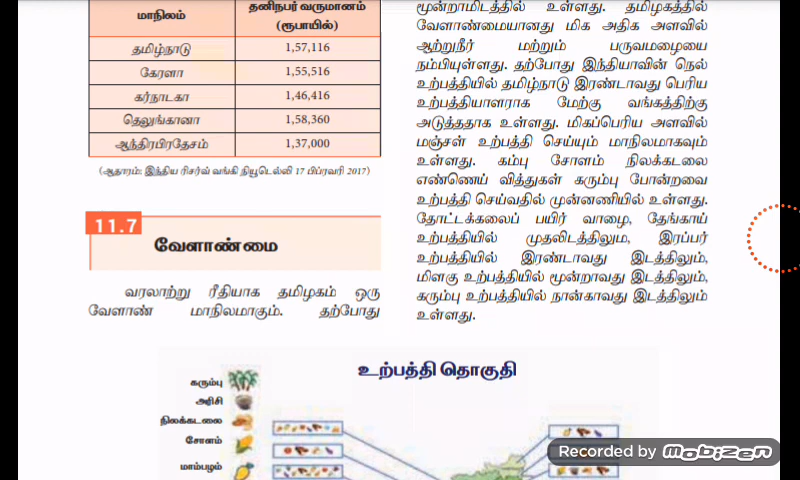 மாநிலம்
தனிநபர் வருமானம்
(ரூபாயில்)
தமிழ்நாடு 1,57,116
கேரளா 1,55,516
கர்நாடகா 1,46,416
தெலுங்கானா 1,58,360
ஆந்திரபிரதேசம் 1,37,000
(ஆதாரம்: இந்திய ரிசர்வ் வங்கி நியூடெல்லி 17 பிப்ரவரி 2017)
11.7
வேளாண்மை
வரலாற்று ரீதியாக தமிழகம் ஒரு
வேளாண் மாநிலமாகும். தற்போது
மூன்றாமிடத்தில் உள்ளது. தமிழகத்தில்
வேளாண்மையானது மிக அதிக அளவில்
ஆற்றுநீர் மற்றும் பருவமழையை
நம்பியுள்ளது. தற்போது இந்தியாவின் நெல்
உற்பத்தியில் தமிழ்நாடு இரண்டாவது பெரிய
உற்பத்தியாளராக மேற்கு வங்கத்திற்கு
அடுத்ததாக உள்ளது. மிகப்பெரிய அளவில்
மஞ்சள் உற்பத்தி செய்யும் மாநிலமாகவும்
உள்ளது. கம்பு சோளம் நிலக்கடலை
எண்ணெய் வித்துகள் கரும்பு போன்றவை
உற்பத்தி செய்வதில் முன்னணியில் உள்ளது.
தோட்டக்கலைப் பயிர் வாழை, தேங்காய்
உற்பத்தியில் முதலிடத்திலும, இரப்பர்
உற்பத்தியில் இரண்டாவது இடத்திலும்,
மிளகு உற்பத்தியில் மூன்றாவது இடத்திலும்,
கரும்பு உற்பத்தியில் நான்காவது இடத்திலும்
உள்ளது.
உற்பத்தி தொகுதி
கரும்பு
அரிசி
நிலக்கடலை
சோளம்
மாம்பழம்
Recorded by mobizen